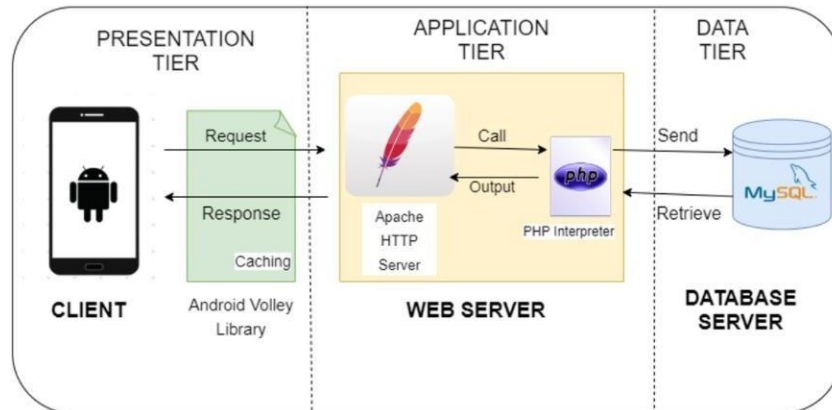 PRESENTATION
TIER
APPLICATION
TIER
DATA
TIER
Request
Response
Caching
Android Volley
Library
CLIENT
Call
Output
Apache
HTTP
Server
php
PHP Interpreter
WEB SERVER
Send
Retrieve
MySQL
DATABASE
SERVER